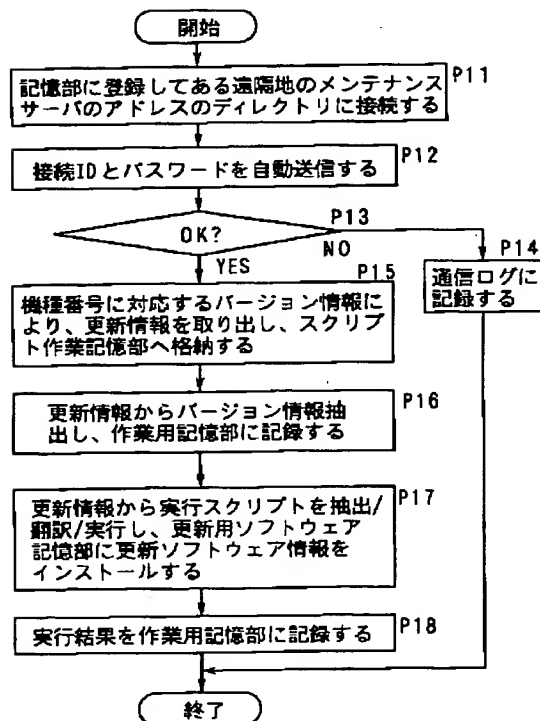 開始
P11
記憶部に登録してある遠隔地のメンテナンス
サーバのアドレスのディレクトリに接続する
P12
接続IDとパスワードを自動送信する
P13
OK?
NO
YES
P14
通信ログに
記録する
P15
機種番号に対応するバージョン情報に
より、更新情報を取り出し、スクリプ
ト作業記憶部へ格納する
P16
更新情報からバージョン情報抽
出し、作業用記憶部に記録する
P17
更新情報から実行スクリプトを抽出/
翻訳/実行し、更新用ソフトウェア
記憶部に更新ソフトウェア情報を
インストールする
P18
実行結果を作業用記憶部に記録する
終了